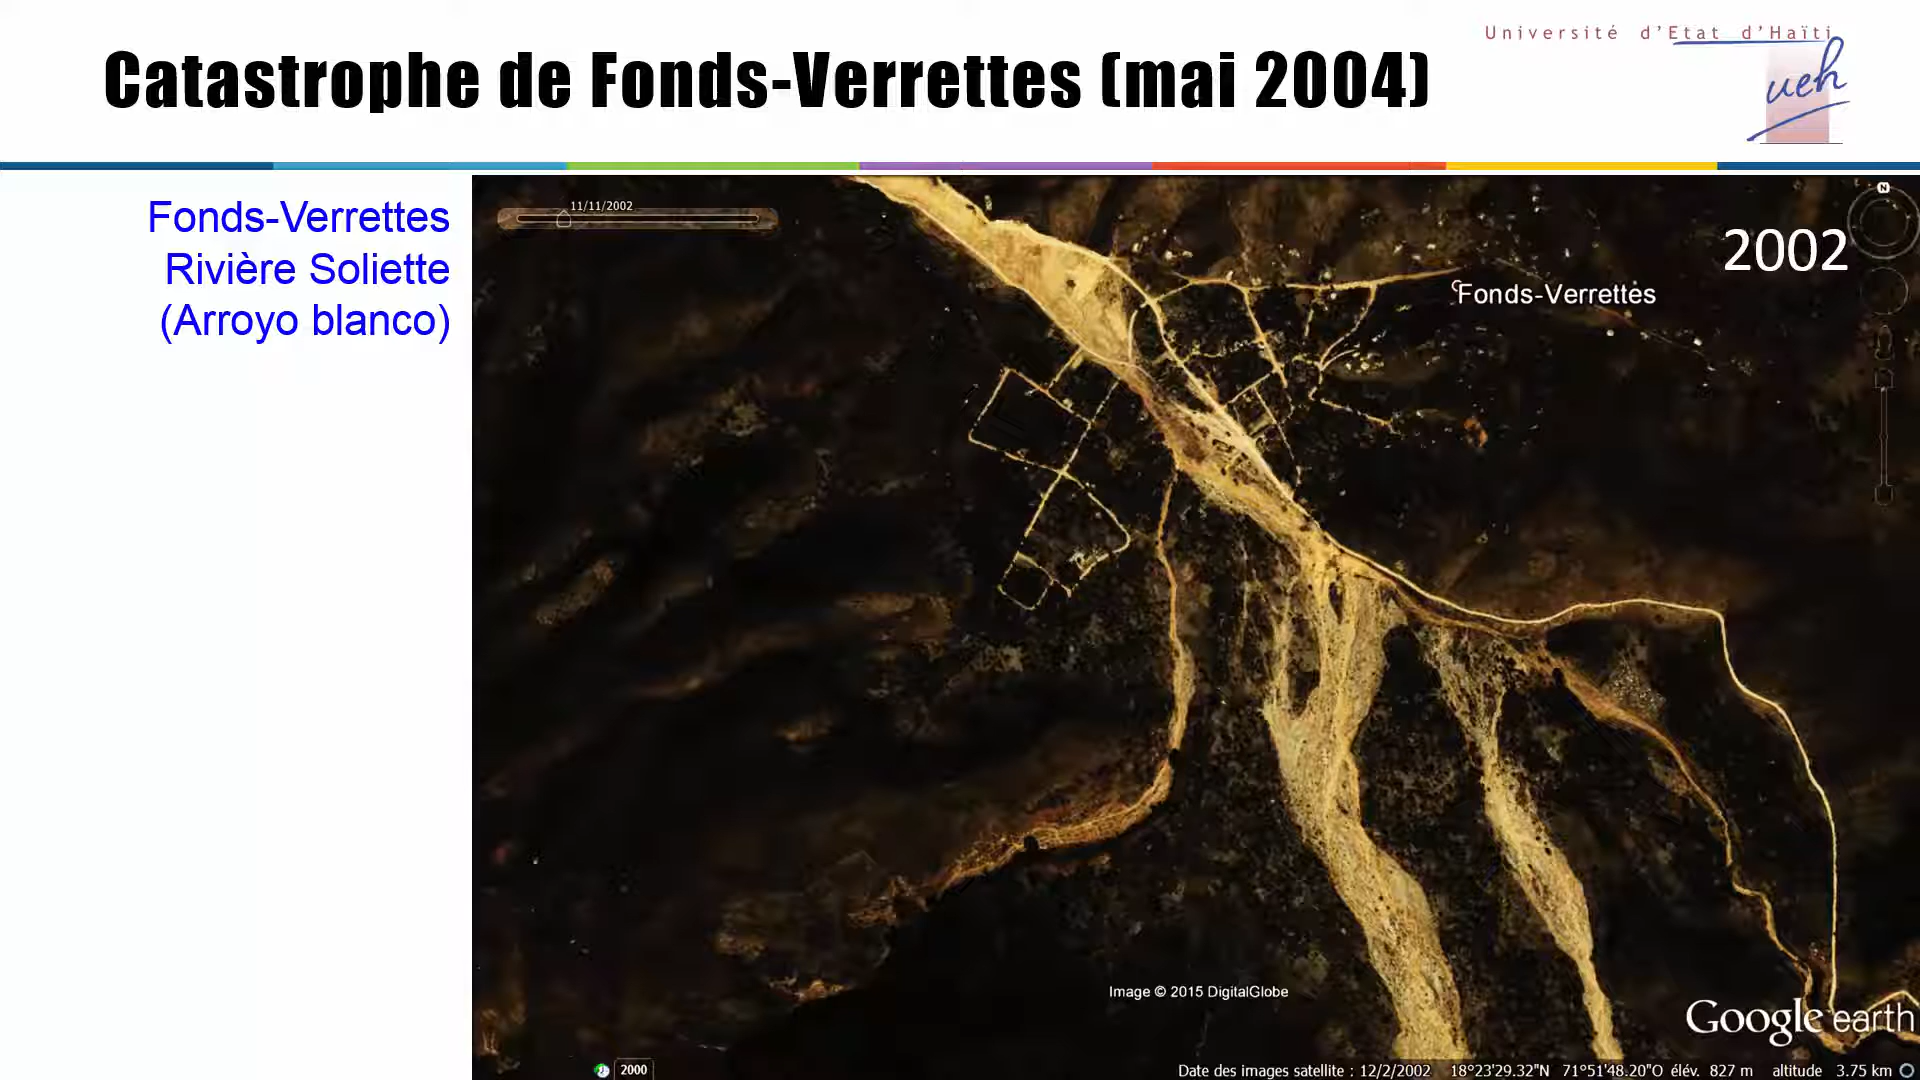 Université d'Etat d'Haïti
ueh
Catastrophe de Fonds-Verrettes (mai 2004)
Fonds-Verrettes
Rivière Soliette
(Arroyo blanco)
11/11/2002
N
2002
Fonds-Verrettes
Image © 2015 DigitalGlobe
Google earth
2000
Date des images satellite : 12/2/2002 18°23'29.32"N 71°51'48.20"O élév. 827 m altitude 3.75 km